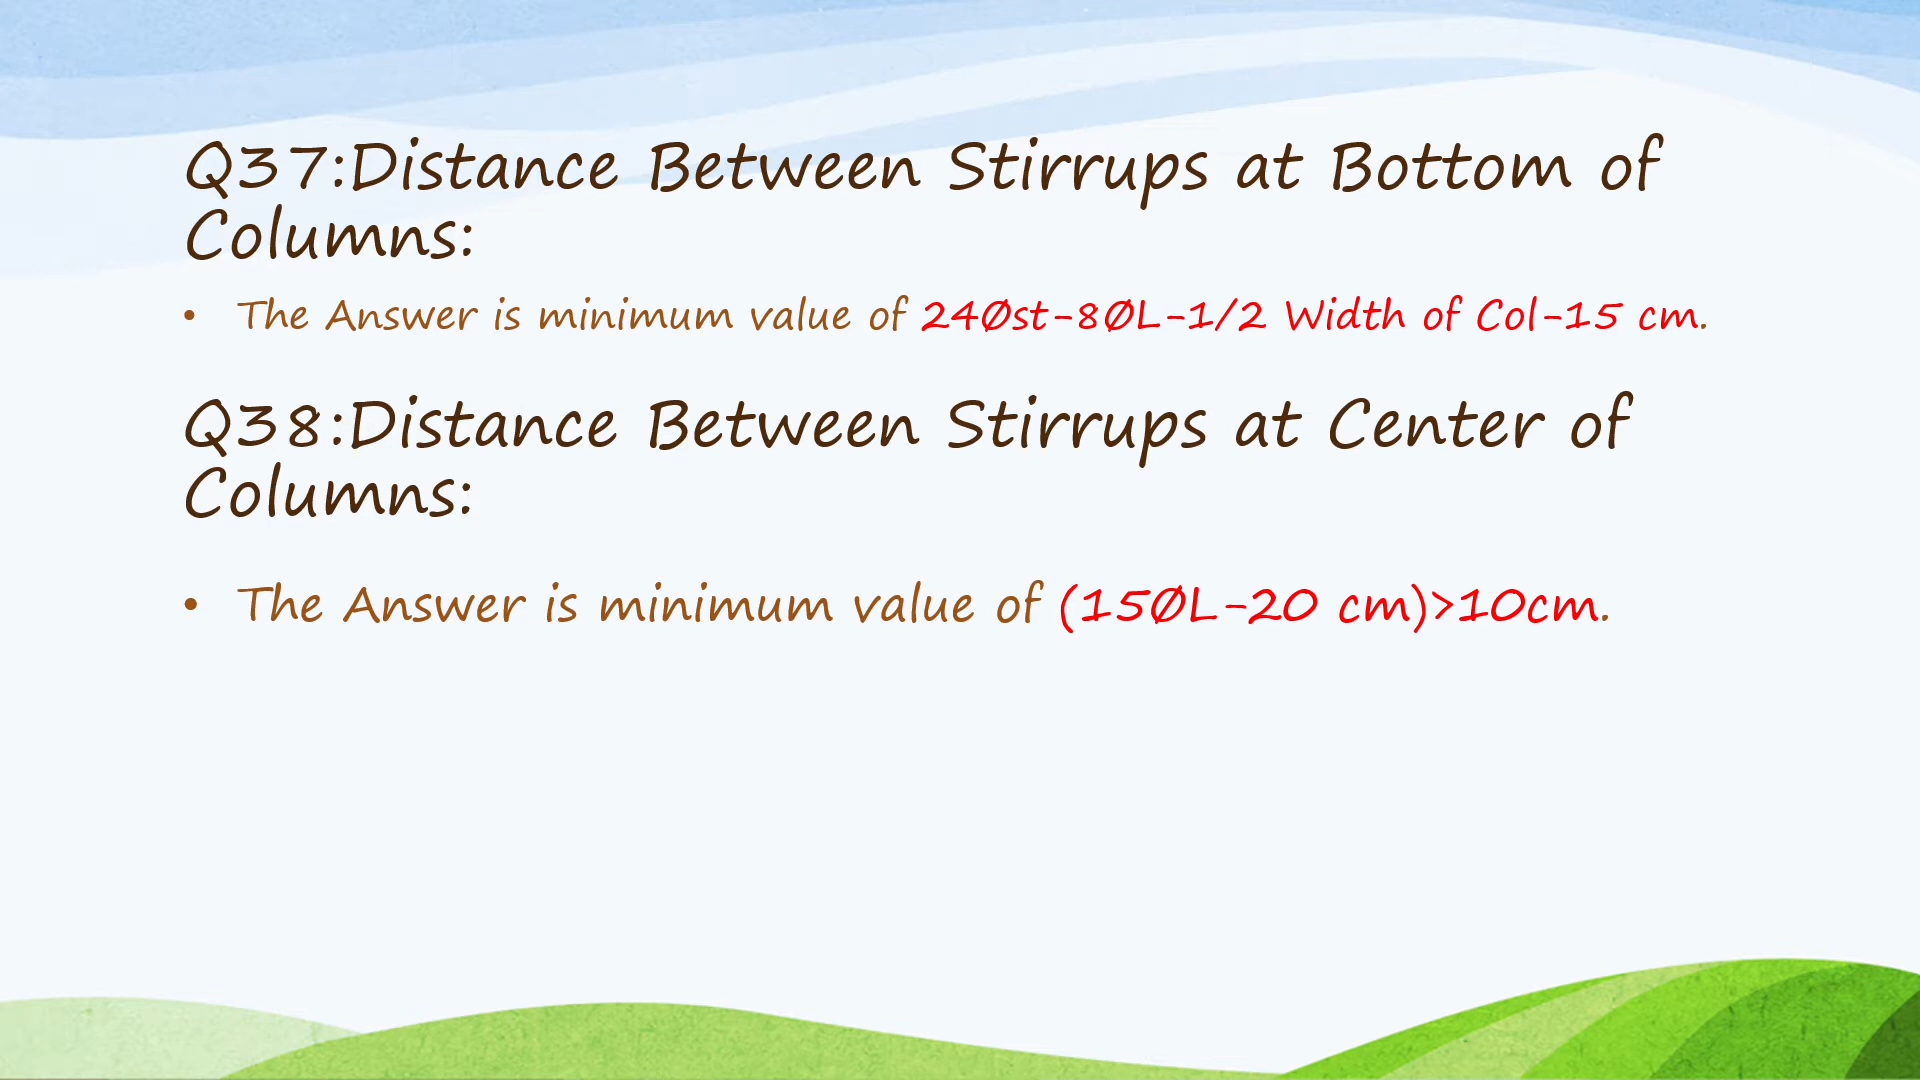 Q37:Distance Between Stirrups at Bottom of
Columns:
• The Answer is minimum value of 24Øst-8ØL-1/2 Width of Col-15 cm.
Q38:Distance Between Stirrups at Center of
Columns:
• The Answer is minimum value of (15ØL-20 cm)>10cm.